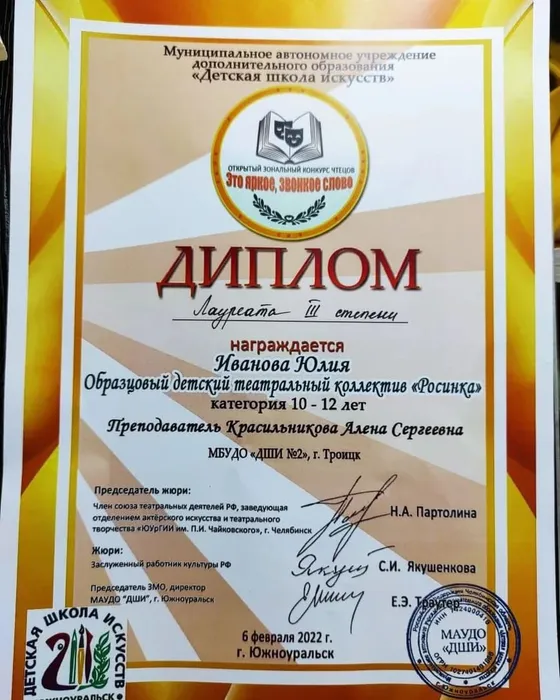 Муниципальное автономное учреждение
дополнительного образования
«Детская школа искусств»
ОТКРЫТЫЙ ЗОНАЛЬНЫЙ КОНКУРС ЧТЕЦОВ
Это яркое, звонкое слово
ДИПЛОМ
Лауреата III степени
награждается
Иванова Юлия
Образцовый детский театральный коллектив «Росинка»
категория 10 - 12 лет
Преподаватель Красильникова Алена Сергеевна
МБУДО «ДШИ №2», г. Троицк
Председатель жюри:
Член союза театральных деятелей РФ, заведующая
отделением актёрского искусства и театрального
творчества «ЮУрГИИ им. П.И. Чайковского», г. Челябинск
Н.А. Партолина
Жюри:
Заслуженный работник культуры РФ
С.И. Якушенкова
Председатель ЗМО, директор
МАУДО "ДШИ", г. Южноуральск
Е.Э. Траутер
6 февраля 2022 г.
г. Южноуральск
ДЕТСКАЯ ШКОЛА ИСКУССТВ
ЮЖНОУРАЛЬСК
МАУДО
«ДШИ»
г. Южноуральск